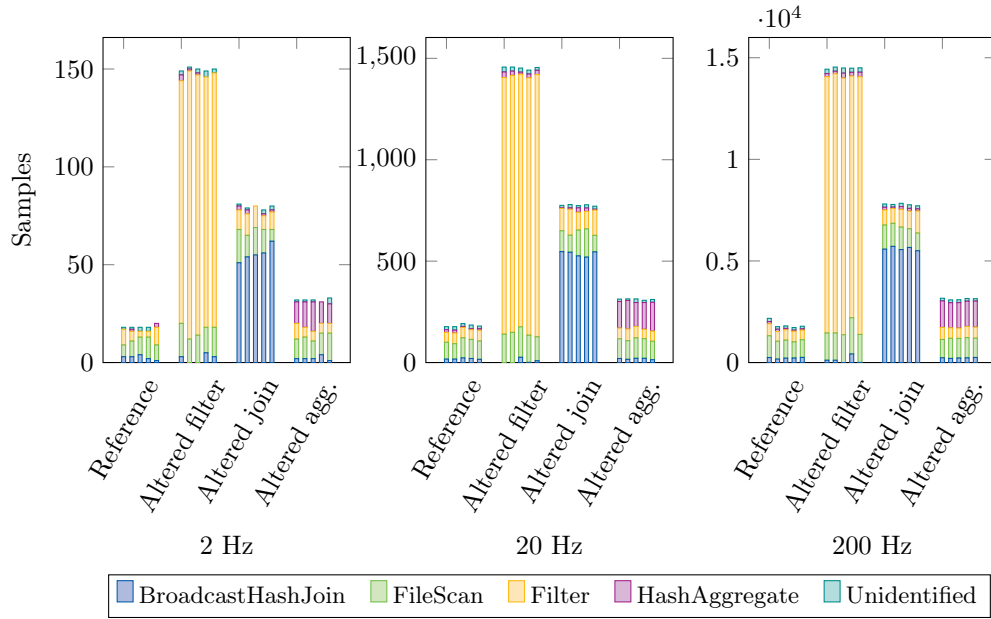 Samples
150
100
50
0
Reference
Altered filter
Altered join
Altered agg.
2 Hz
1,500
1,000
500
0
Reference
Altered filter
Altered join
Altered agg.
20 Hz
·10⁴
1.5
1
0.5
0
Reference
Altered filter
Altered join
Altered agg.
200 Hz
BroadcastHashJoin FileScan Filter HashAggregate Unidentified